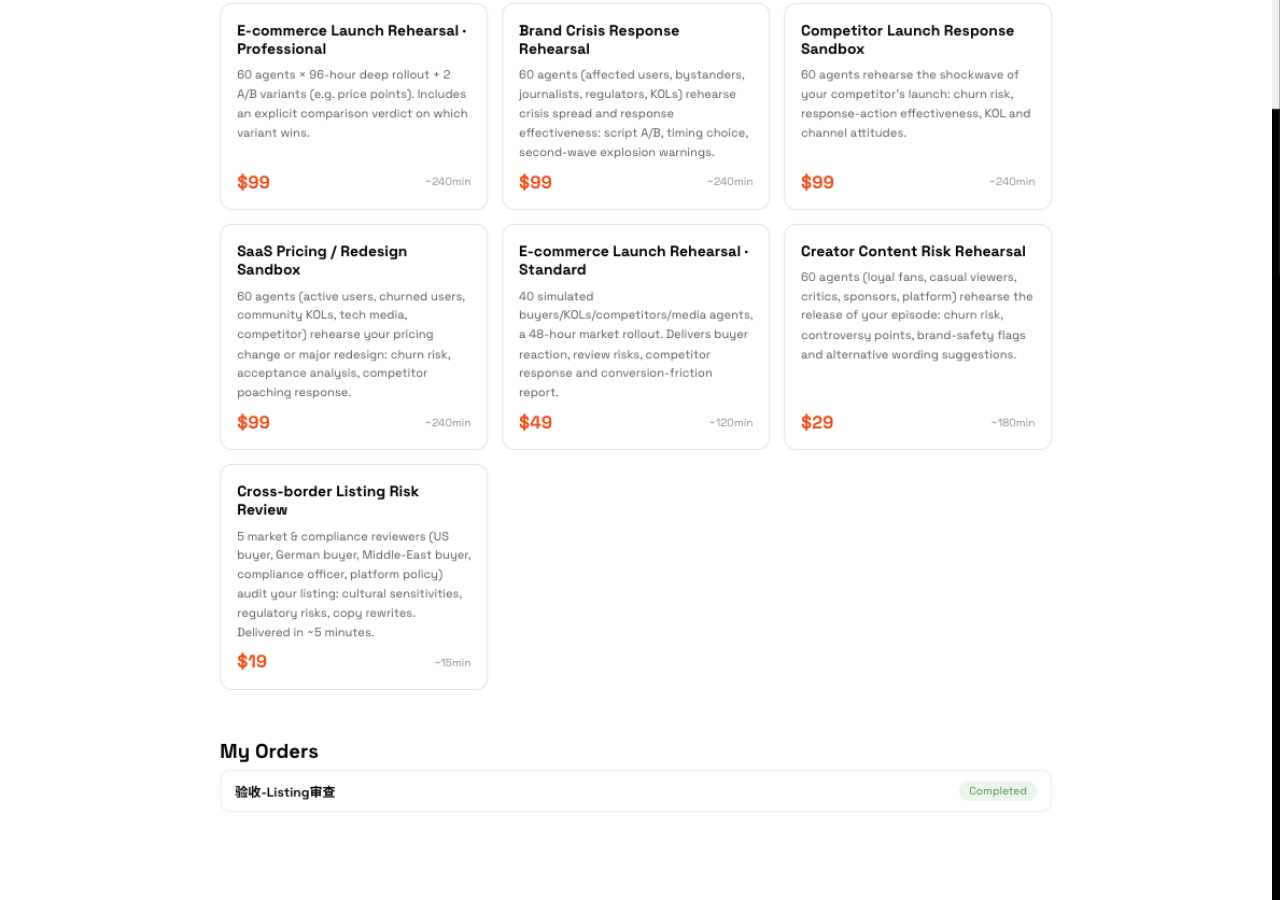 E-commerce Launch Rehearsal ·
Professional
60 agents × 96-hour deep rollout + 2
A/B variants (e.g. price points). Includes
an explicit comparison verdict on which
variant wins.
$99
~240min
Brand Crisis Response
Rehearsal
60 agents (affected users, bystanders,
journalists, regulators, KOLs) rehearse
crisis spread and response
effectiveness: script A/B, timing choice,
second-wave explosion warnings.
$99
~240min
Competitor Launch Response
Sandbox
60 agents rehearse the shockwave of
your competitor's launch: churn risk,
response-action effectiveness, KOL and
channel attitudes.
$99
~240min
SaaS Pricing / Redesign
Sandbox
60 agents (active users, churned users,
community KOLs, tech media,
competitor) rehearse your pricing
change or major redesign: churn risk,
acceptance analysis, competitor
poaching response.
$99
~240min
E-commerce Launch Rehearsal ·
Standard
40 simulated
buyers/KOLs/competitors/media agents,
a 48-hour market rollout. Delivers buyer
reaction, review risks, competitor
response and conversion-friction
report.
$49
~120min
Creator Content Risk Rehearsal
60 agents (loyal fans, casual viewers,
critics, sponsors, platform) rehearse the
release of your episode: churn risk,
controversy points, brand-safety flags
and alternative wording suggestions.
$29
~180min
Cross-border Listing Risk
Review
5 market & compliance reviewers (US
buyer, German buyer, Middle-East buyer,
compliance officer, platform policy)
audit your listing: cultural sensitivities,
regulatory risks, copy rewrites.
Delivered in ~5 minutes.
$19
~15min
My Orders
验收-Listing审查
Completed